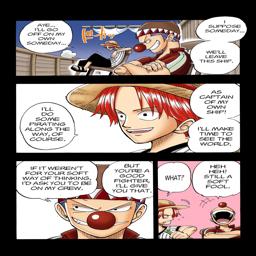 I
SUPPOSE
SOMEDAY...
WE'LL
LEAVE
THIS SHIP.
AYE...
I'LL
GO OFF ON
MY OWN
SOMEDAY...
AS
CAPTAIN
OF MY
OWN
SHIP!
I'LL
MAKE TIME
TO SEE THE
WORLD.
I'LL
DO
SOME
PIRATING
ALONG THE
WAY, OF
COURSE.
HEH
HEH!
STILL A
SOFT
FOOL.
WHAT?
BUT
YOU'RE A
GOOD
FIGHTER,
I'LL GIVE
YOU THAT.
IF IT WEREN'T
FOR YOUR SOFT
WAY OF THINKING,
I'D ASK YOU TO BE
ON MY CREW.